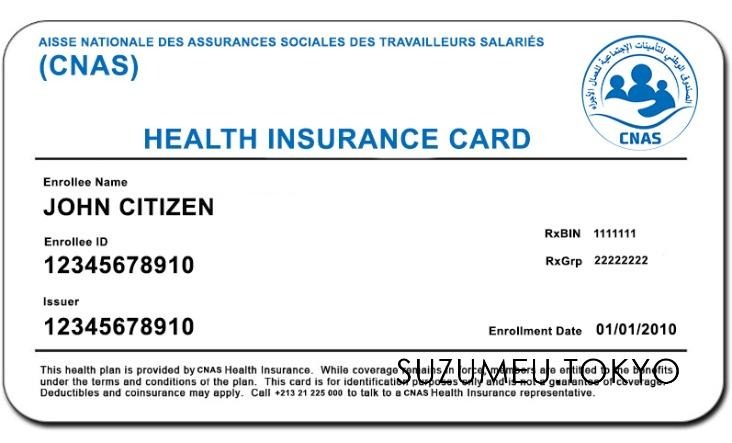 AISSE NATIONALE DES ASSURANCES SOCIALES DES TRAVAILLEURS SALARIÉS
(CNAS)
الصندوق الوطني للتأمينات الإجتماعية للعمال الأجراء
CNAS
HEALTH INSURANCE CARD
Enrollee Name
JOHN CITIZEN
Enrollee ID
12345678910
RxBIN 1111111
RxGrp 22222222
Issuer
12345678910
Enrollment Date 01/01/2010
This health plan is provided by CNAS Health Insurance. While coverage remains force members are entitled to the benefits
SUZUMEU.TOKYO
under the terms and conditions of the plan. This card is for identification purposes only and is not a guarantee of coverage.
Deductibles and coinsurance may apply. Call +213 21 225 000 to talk to a CNAS Health Insurance representative.